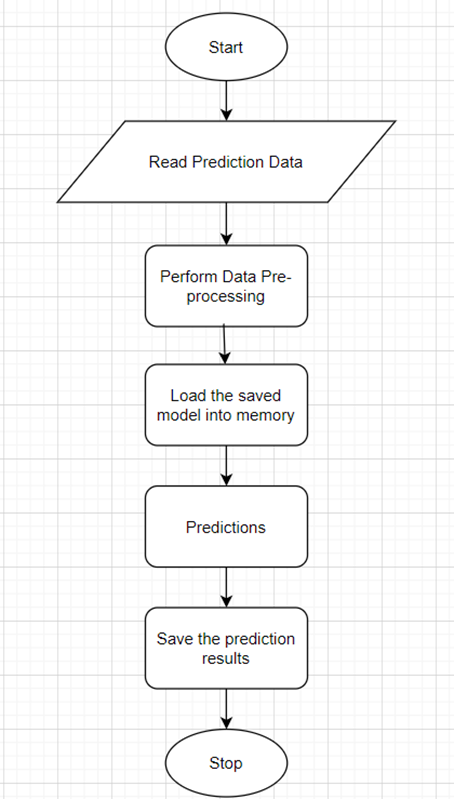 Start
Read Prediction Data
Perform Data Pre-
processing
Load the saved
model into memory
Predictions
Save the prediction
results
Stop